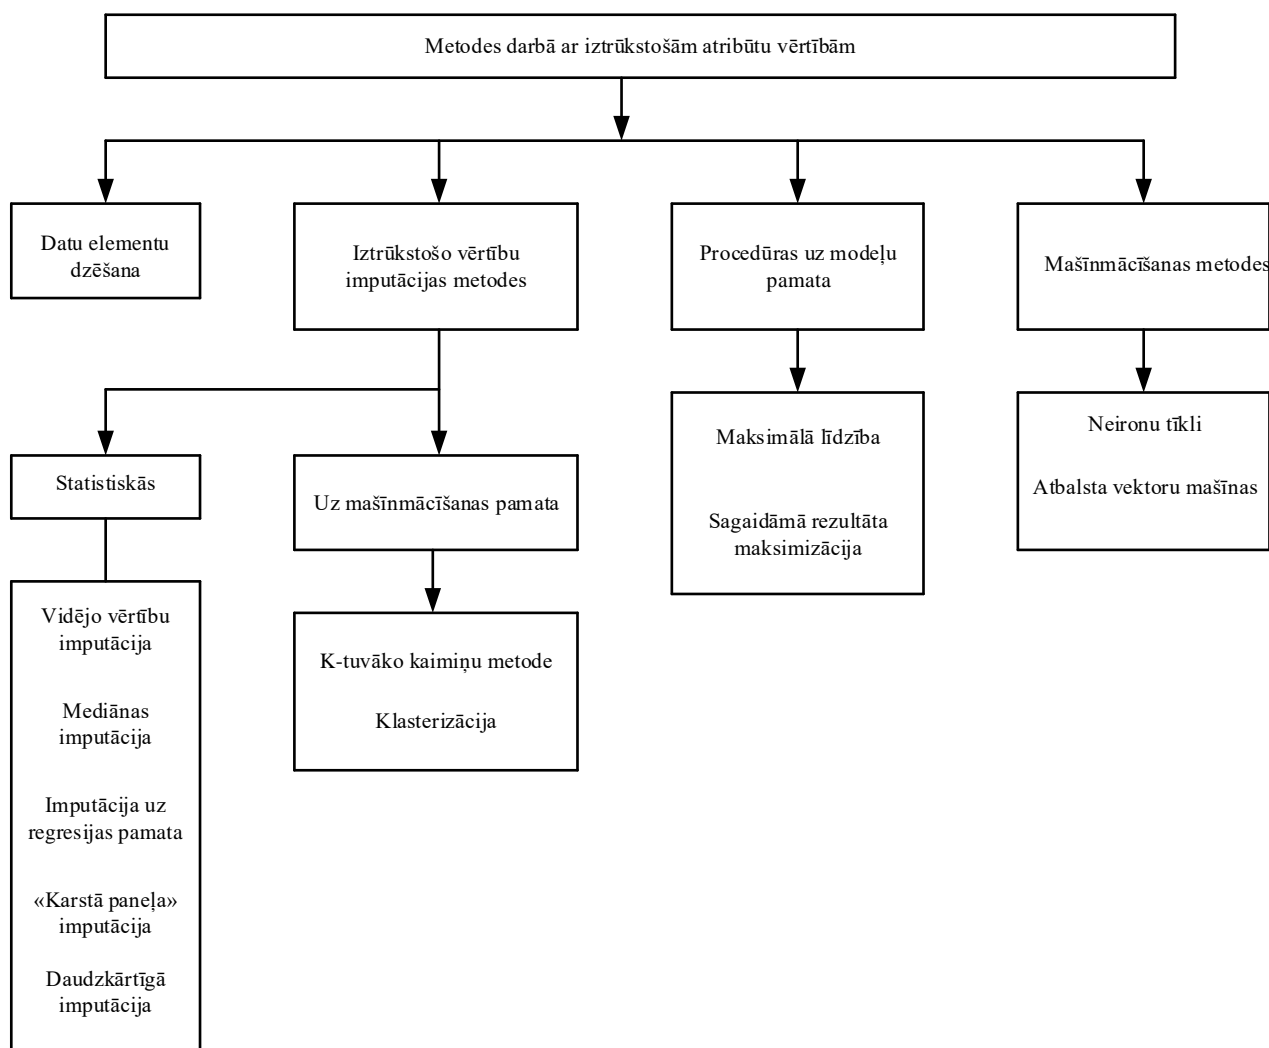 Metodes darbā ar iztrūkstošām atribūtu vērtībām
Datu elementu
dzēšana
Iztrūkstošo vērtību
imputācijas metodes
Procedūras uz modeļu
pamata
Mašīnmācīšanas metodes
Statistiskās
Uz mašīnmācīšanas pamata
Maksimālā līdzība
Sagaidāmā rezultāta
maksimizācija
Neironu tīkli
Atbalsta vektoru mašīnas
Vidējo vērtību
imputācija
Mediānas
imputācija
Imputācija uz
regresijas pamata
«Karstā paneļa»
imputācija
Daudzkārtīgā
imputācija
K-tuvāko kaimiņu metode
Klasterizācija